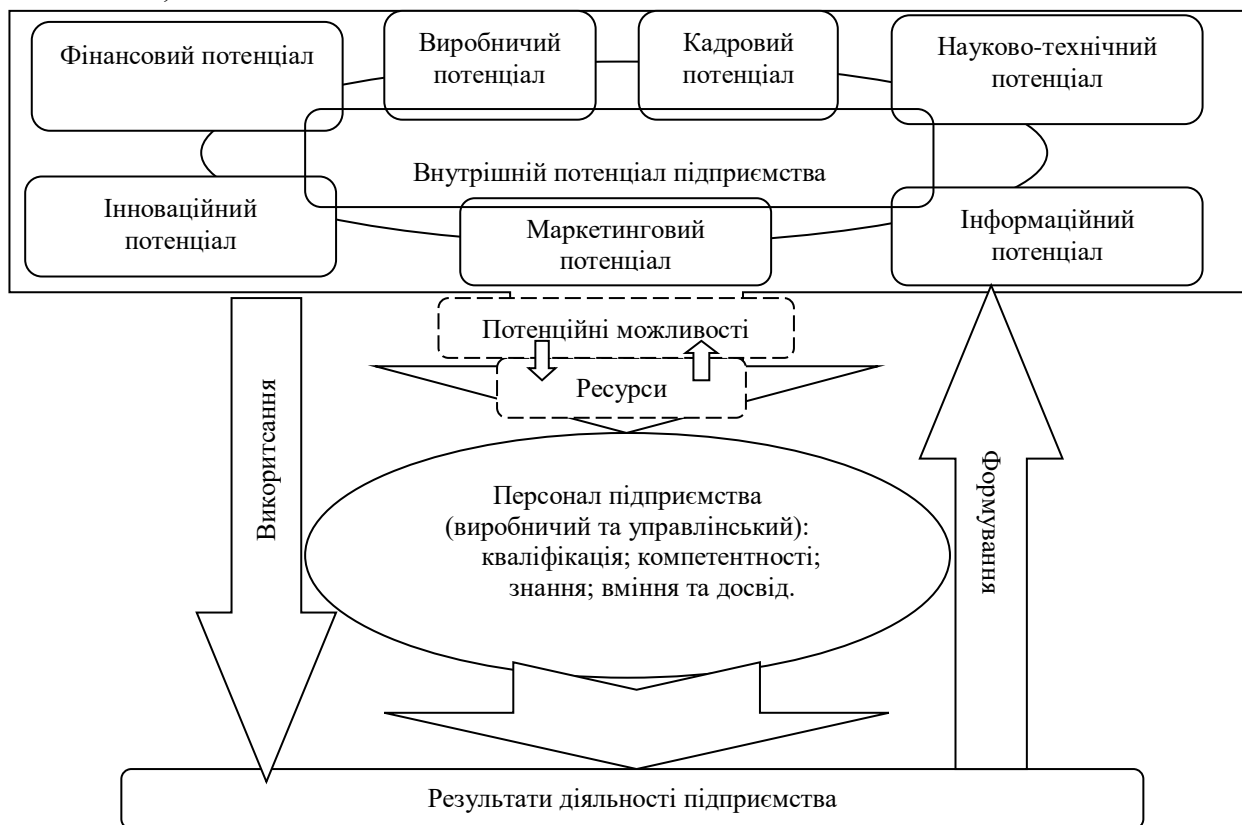 Фінансовий потенціал
Виробничий
потенціал
Кадровий
потенціал
Науково-технічний
потенціал
Внутрішній потенціал підприємства
Інноваційний
потенціал
Маркетинговий
потенціал
Інформаційний
потенціал
Потенційні можливості
Ресурси
Використсання
Персонал підприємства
(виробничий та управлінський):
кваліфікація; компетентності;
знання; вміння та досвід.
Формування
Результати діяльності підприємства